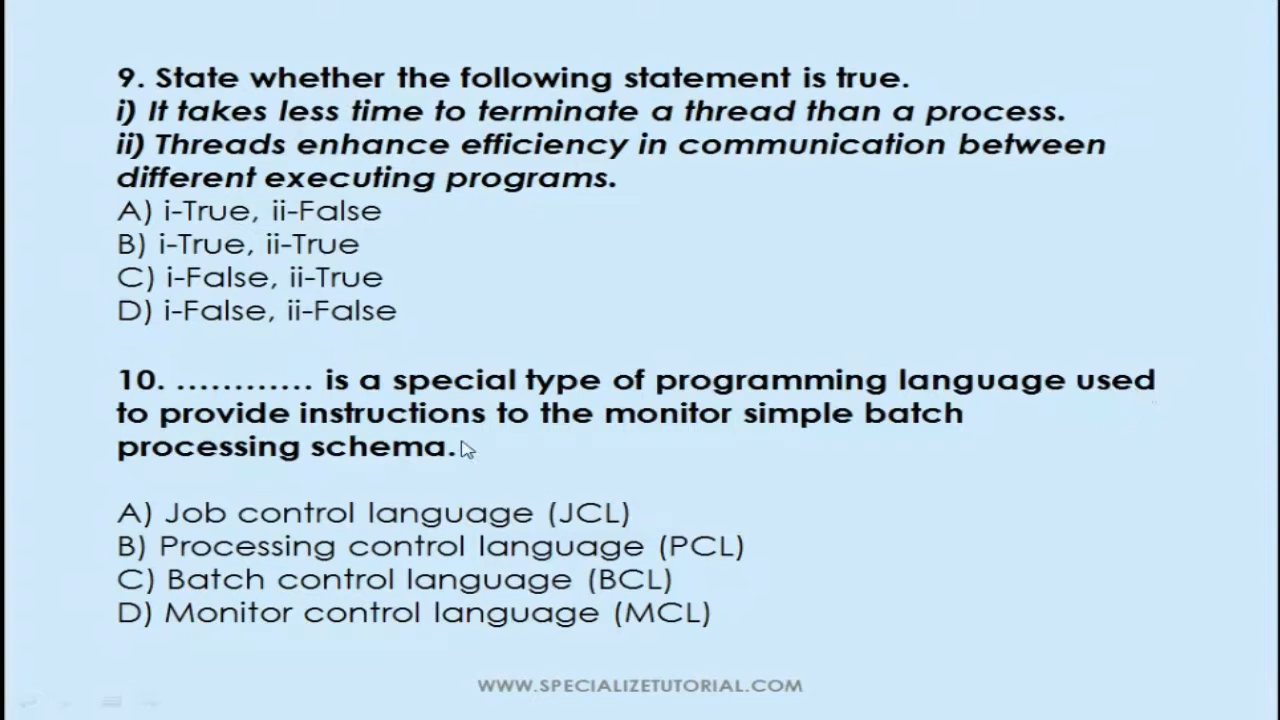 9. State whether the following statement is true.
i) It takes less time to terminate a thread than a process.
ii) Threads enhance efficiency in communication between
different executing programs.
A) i-True, ii-False
B) i-True, ii-True
C) i-False, ii-True
D) i-False, ii-False
10. ............ is a special type of programming language used
to provide instructions to the monitor simple batch
processing schema.
A) Job control language (JCL)
B) Processing control language (PCL)
C) Batch control language (BCL)
D) Monitor control language (MCL)
WWW.SPECIALIZETUTORIAL.COM